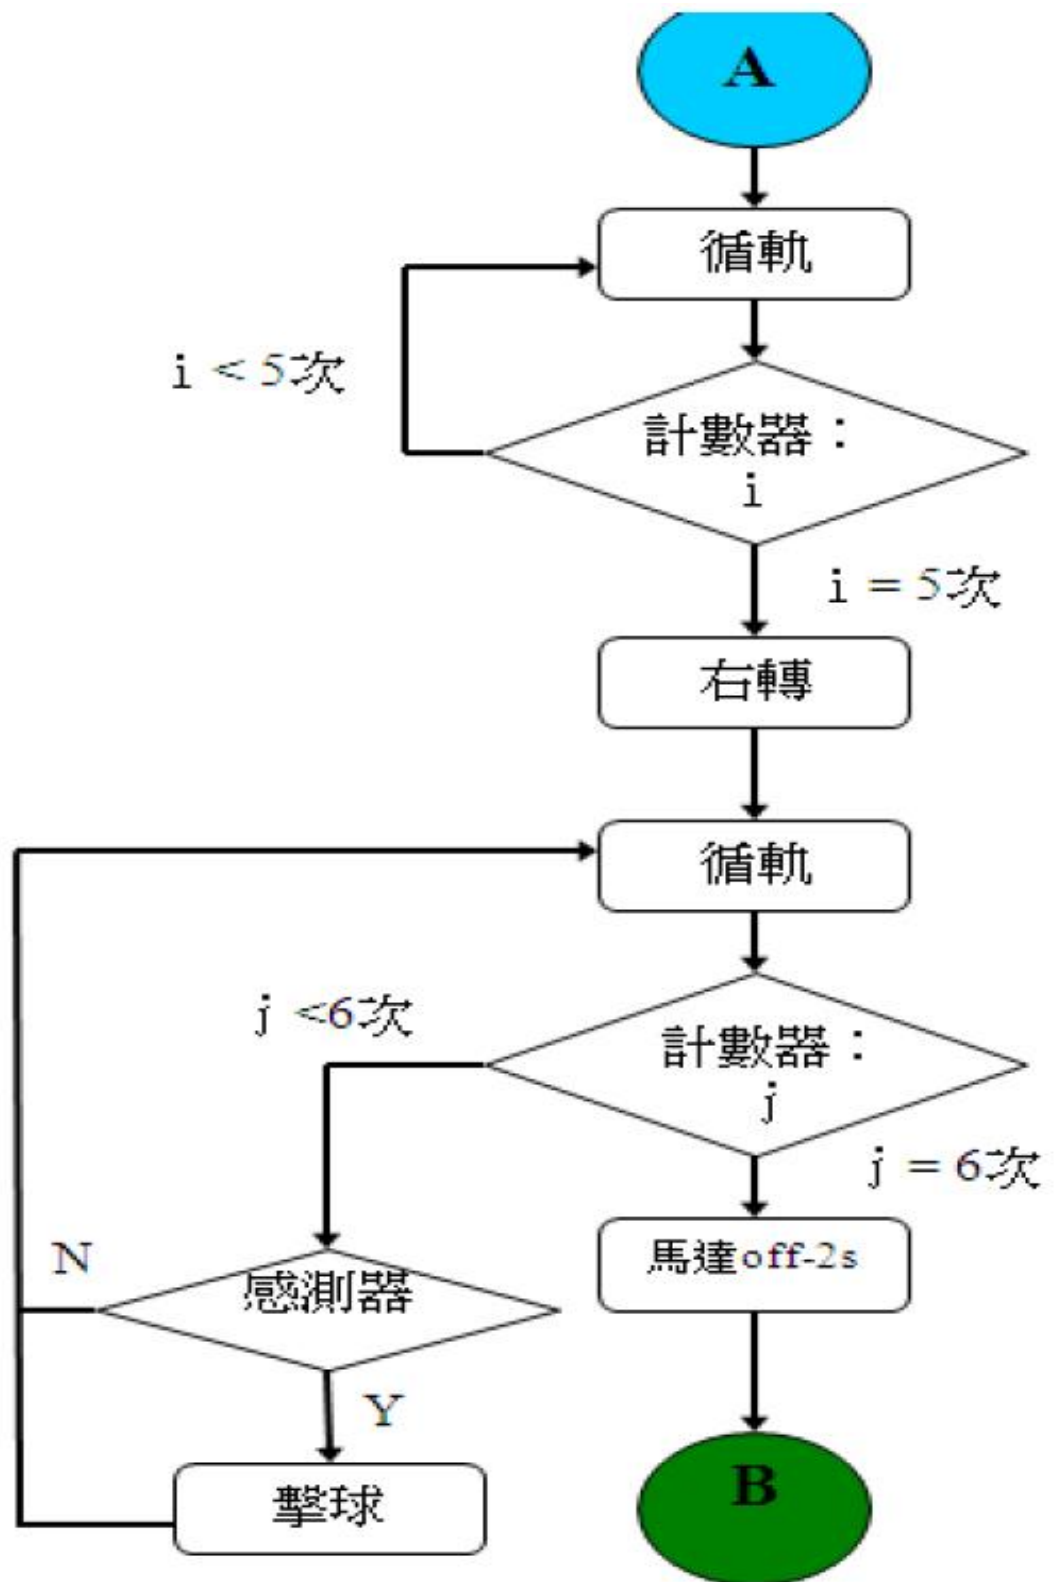 A
循軌
i < 5次
計數器：
i
i = 5次
右轉
循軌
j <6次
計數器：
j
j = 6次
馬達off-2s
N
感測器
Y
擊球
B